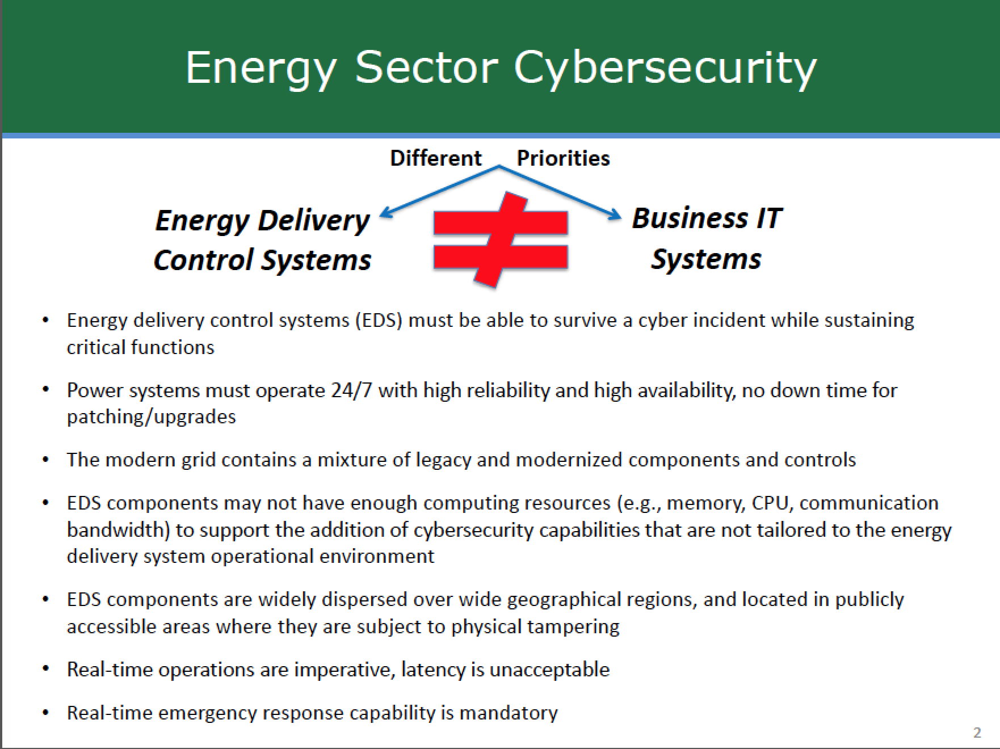 Energy Sector Cybersecurity
Different Priorities
Energy Delivery
Control Systems
Business IT
Systems
• Energy delivery control systems (EDS) must be able to survive a cyber incident while sustaining
critical functions
• Power systems must operate 24/7 with high reliability and high availability, no down time for
patching/upgrades
• The modern grid contains a mixture of legacy and modernized components and controls
• EDS components may not have enough computing resources (e.g., memory, CPU, communication
bandwidth) to support the addition of cybersecurity capabilities that are not tailored to the energy
delivery system operational environment
• EDS components are widely dispersed over wide geographical regions, and located in publicly
accessible areas where they are subject to physical tampering
• Real-time operations are imperative, latency is unacceptable
• Real-time emergency response capability is mandatory
2